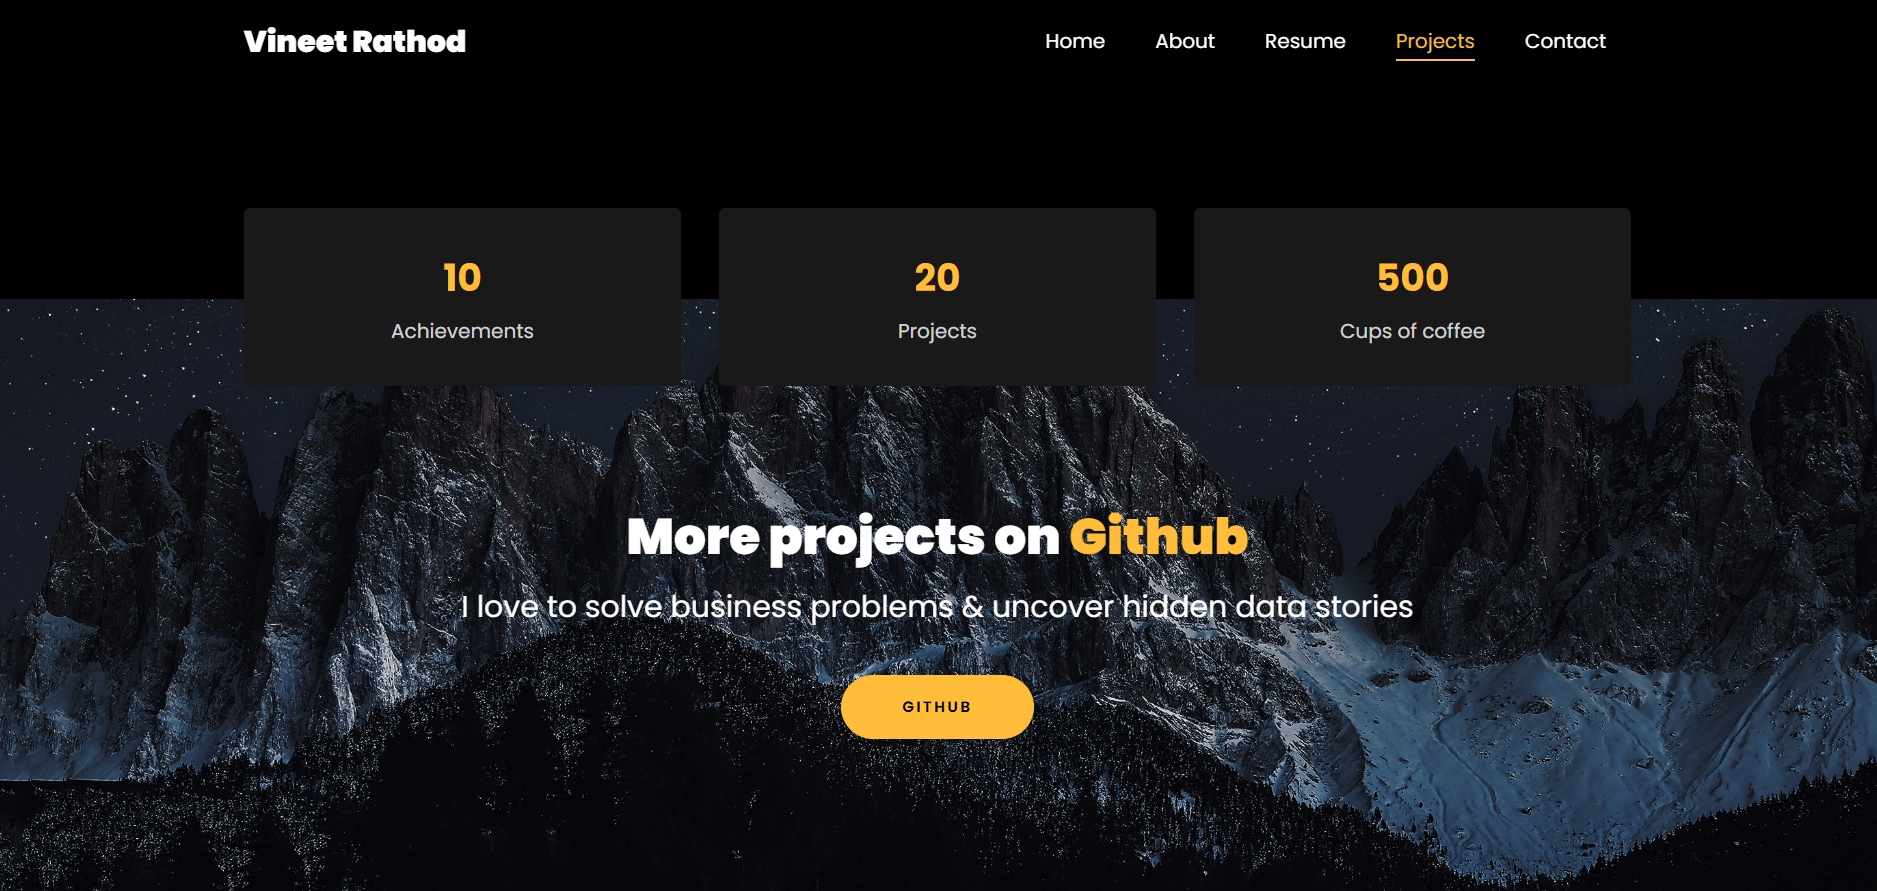 Vineet Rathod
Home About Resume Projects Contact
10
Achievements
20
Projects
500
Cups of coffee
More projects on Github
I love to solve business problems & uncover hidden data stories
GITHUB